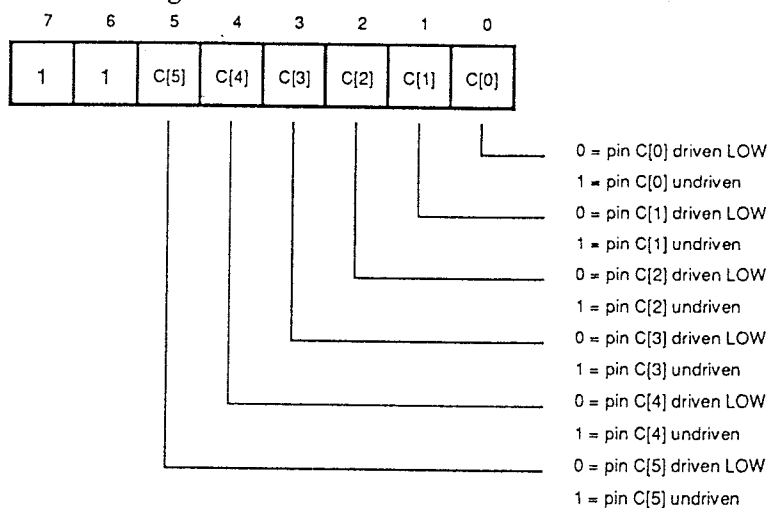 7 6 5 4 3 2 1 0
1 1 C[5] C[4] C[3] C[2] C[1] C[0]
0 = pin C[0] driven LOW
1 = pin C[0] undriven
0 = pin C[1] driven LOW
1 = pin C[1] undriven
0 = pin C[2] driven LOW
1 = pin C[2] undriven
0 = pin C[3] driven LOW
1 = pin C[3] undriven
0 = pin C[4] driven LOW
1 = pin C[4] undriven
0 = pin C[5] driven LOW
1 = pin C[5] undriven